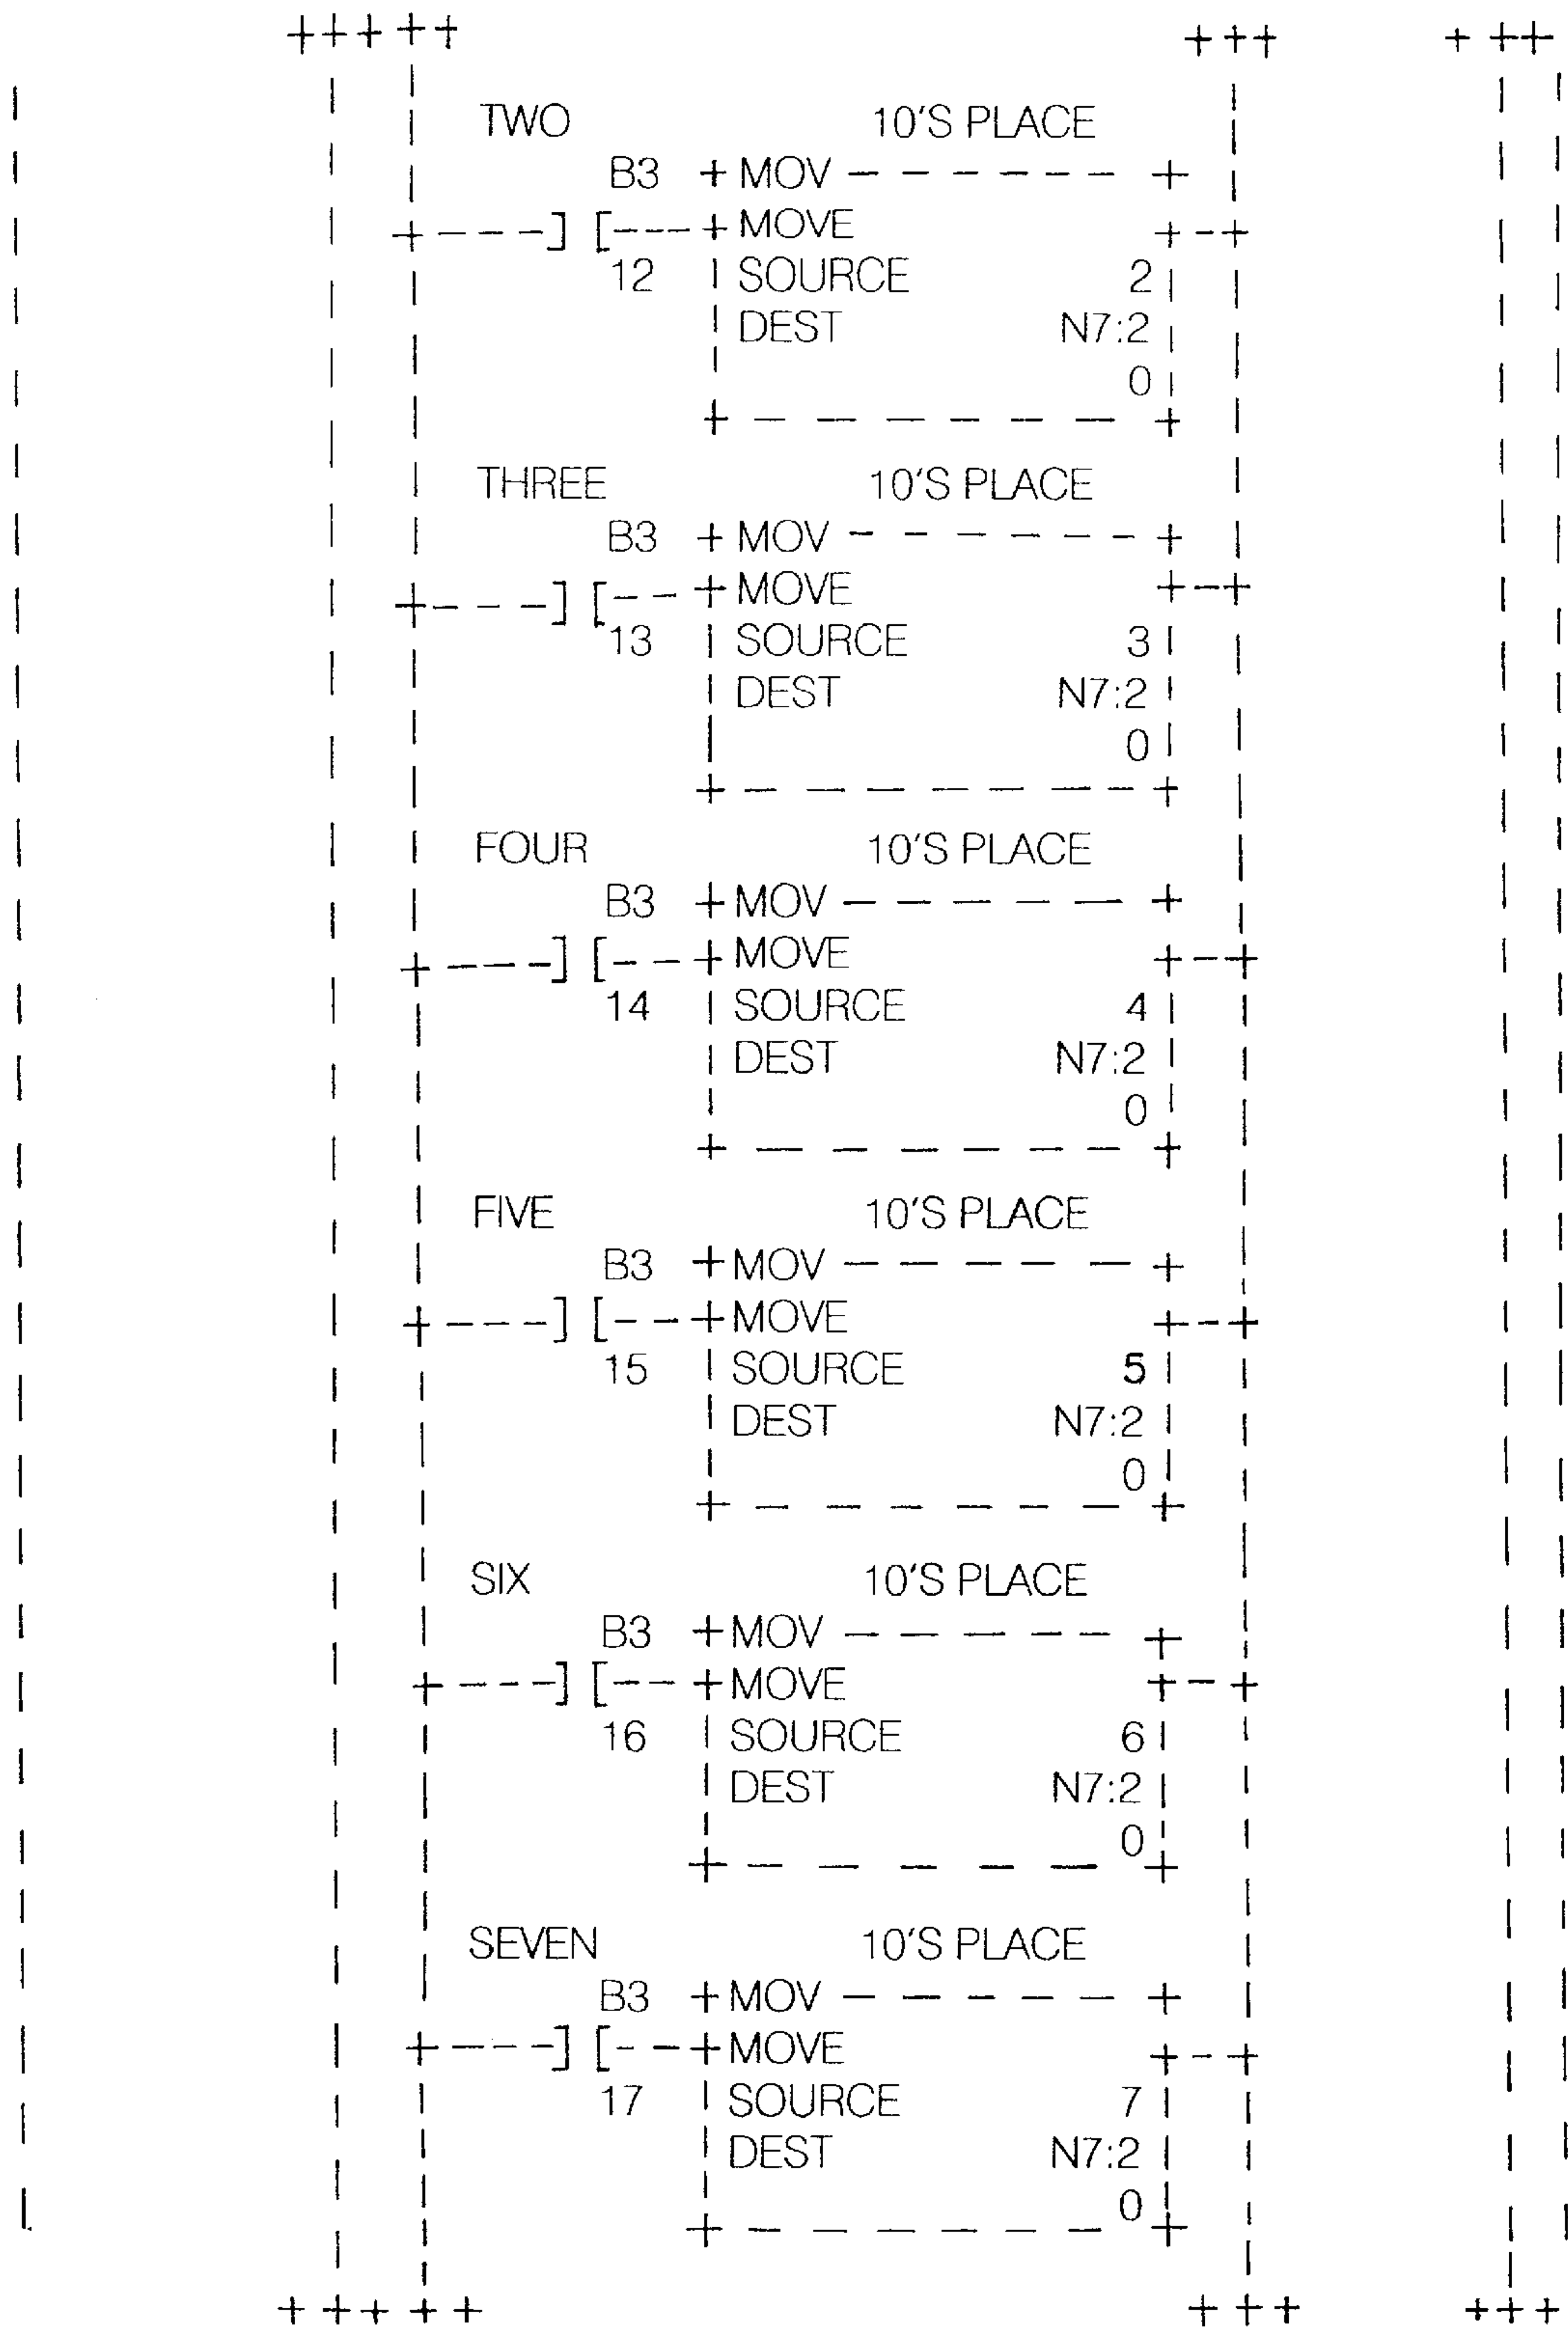 TWO 10'S PLACE
B3 MOV
MOVE
12 SOURCE 2
DEST N7:2
0
THREE 10'S PLACE
B3 MOV
MOVE
13 SOURCE 3
DEST N7:2
0
FOUR 10'S PLACE
B3 MOV
MOVE
14 SOURCE 4
DEST N7:2
0
FIVE 10'S PLACE
B3 MOV
MOVE
15 SOURCE 5
DEST N7:2
0
SIX 10'S PLACE
B3 MOV
MOVE
16 SOURCE 6
DEST N7:2
0
SEVEN 10'S PLACE
B3 MOV
MOVE
17 SOURCE 7
DEST N7:2
0